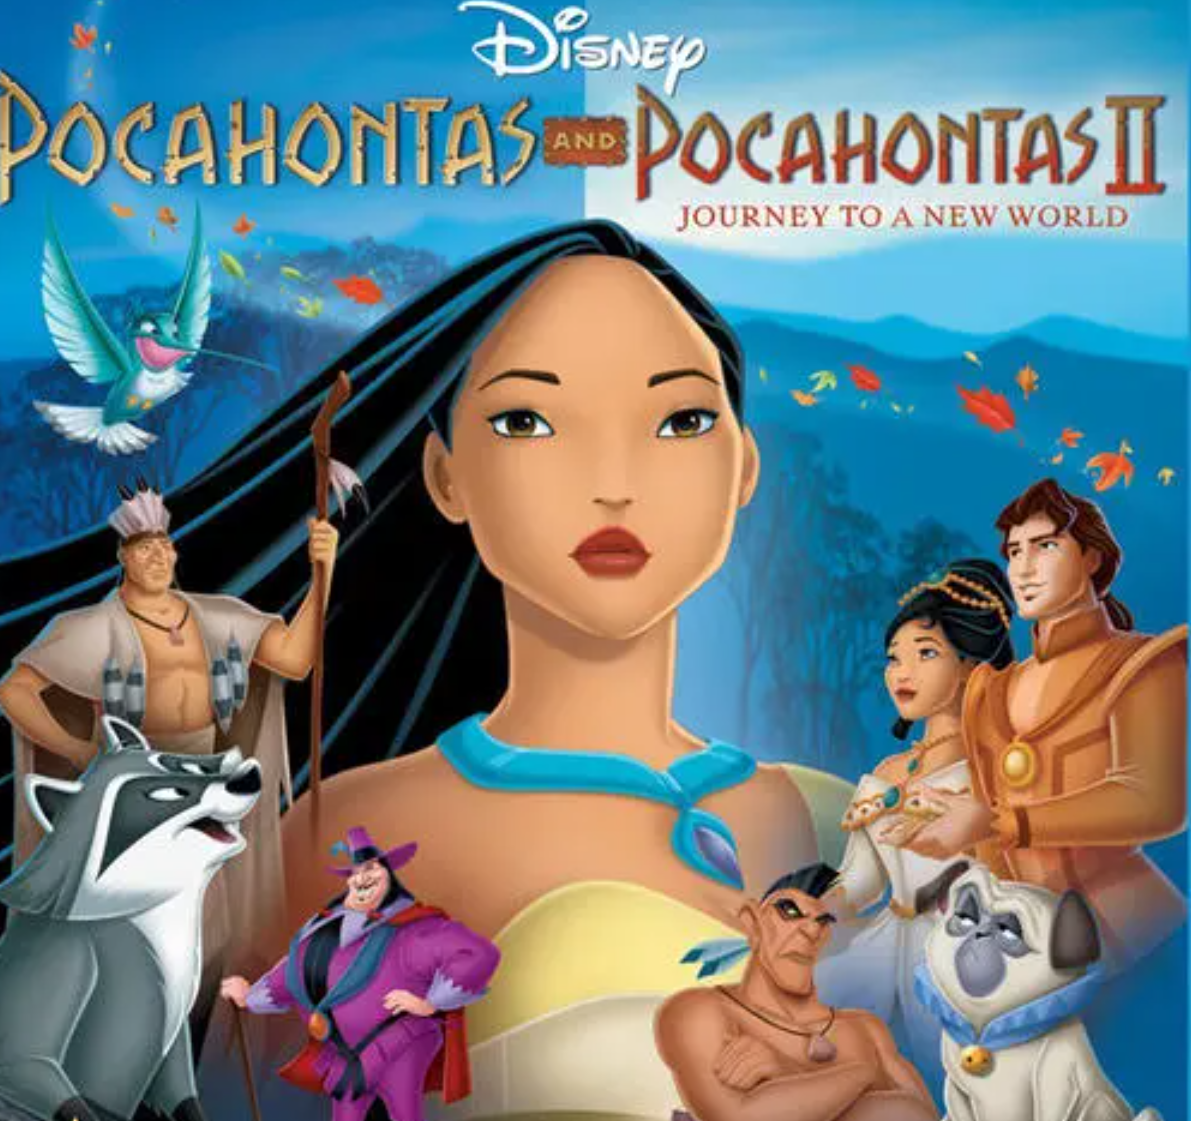 Disney
POCAHONTAS AND POCAHONTAS II
JOURNEY TO A NEW WORLD